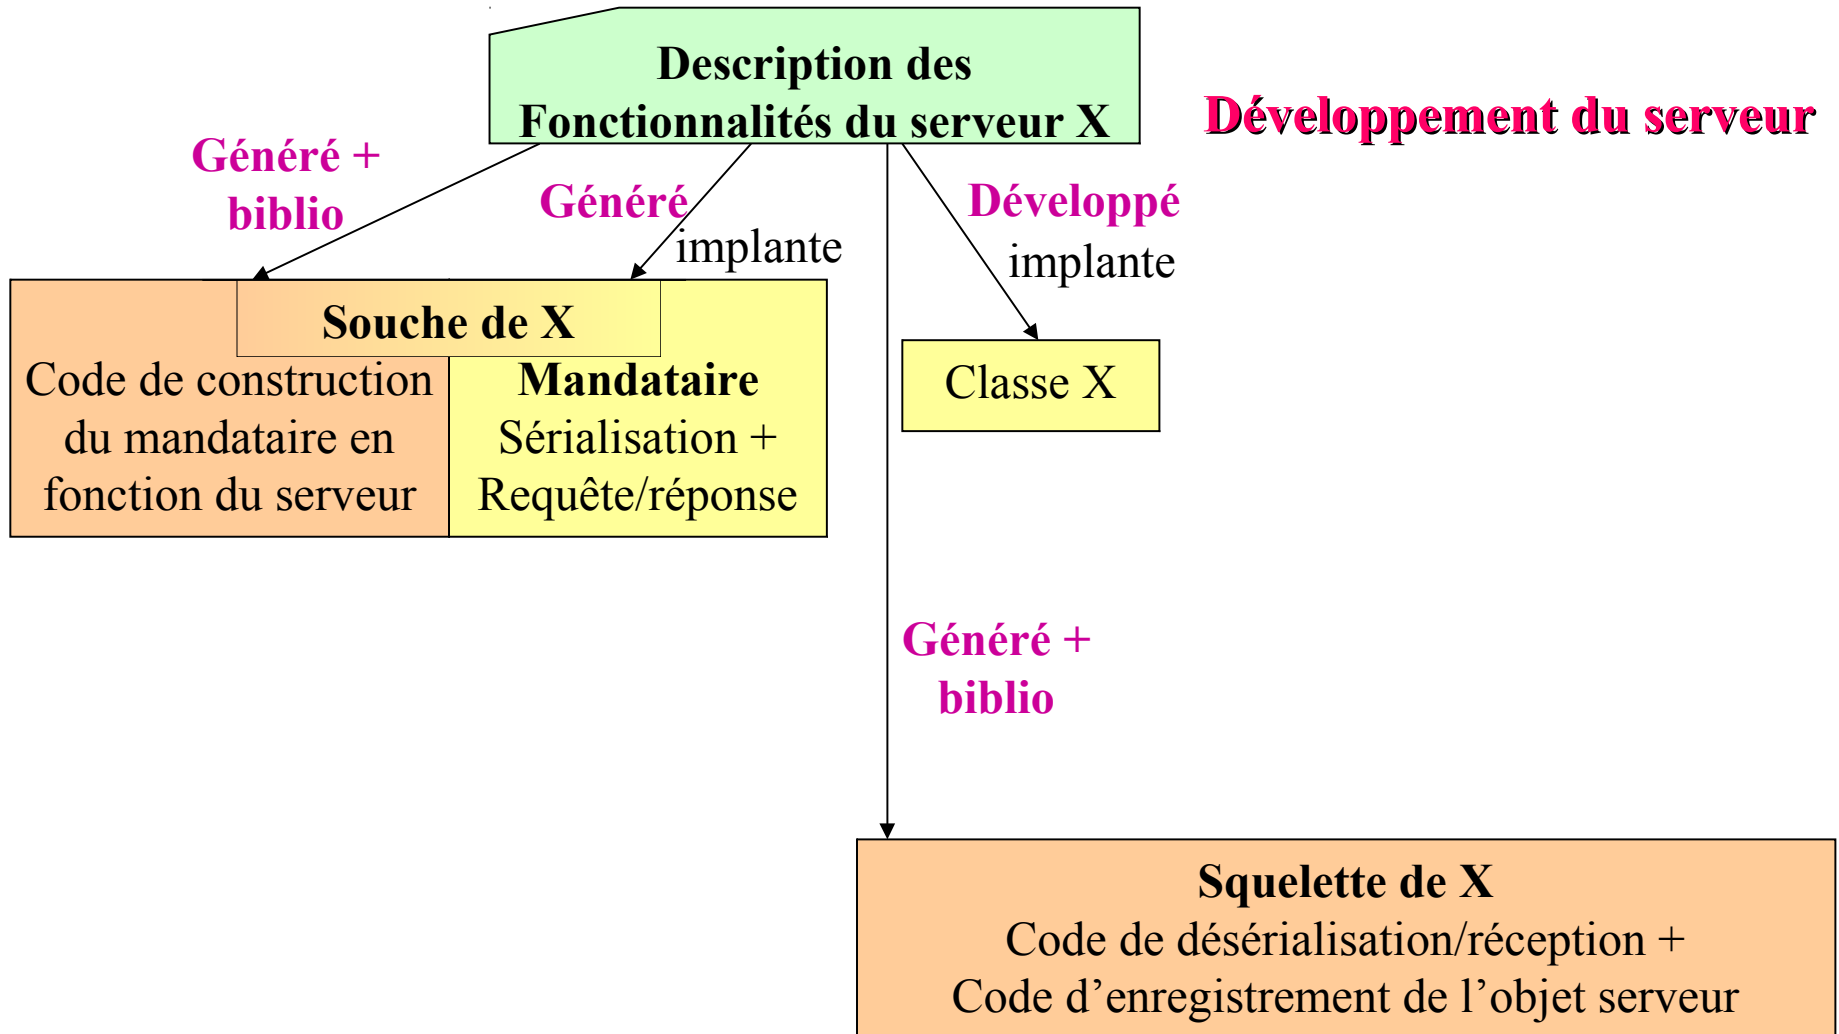 Description des
Fonctionnalités du serveur X
Développement du serveur
Généré +
biblio
Généré
implante
Développé
implante
Souche de X
Code de construction
du mandataire en
fonction du serveur
Mandataire
Sérialisation +
Requête/réponse
Classe X
Généré +
biblio
Squelette de X
Code de désérialisation/réception +
Code d’enregistrement de l’objet serveur